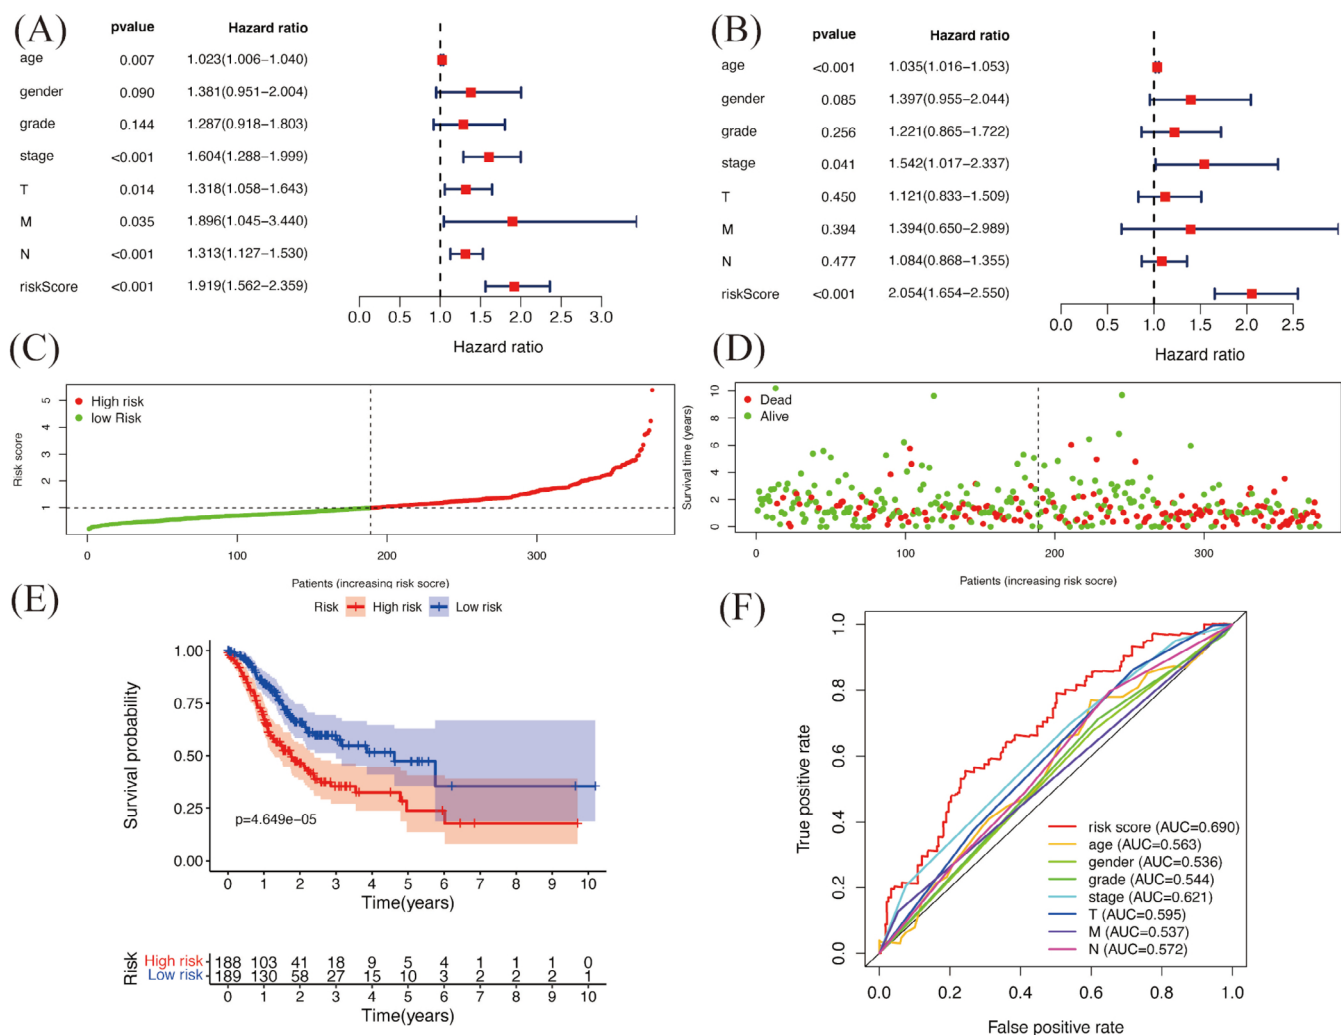 (A)
pvalue Hazard ratio
age 0.007 1.023(1.006−1.040)
gender 0.090 1.381(0.951−2.004)
grade 0.144 1.287(0.918−1.803)
stage <0.001 1.604(1.288−1.999)
T 0.014 1.318(1.058−1.643)
M 0.035 1.896(1.045−3.440)
N <0.001 1.313(1.127−1.530)
riskScore <0.001 1.919(1.562−2.359)
0.0 0.5 1.0 1.5 2.0 2.5 3.0
Hazard ratio
(B)
pvalue Hazard ratio
age <0.001 1.035(1.016−1.053)
gender 0.085 1.397(0.955−2.044)
grade 0.256 1.221(0.865−1.722)
stage 0.041 1.542(1.017−2.337)
T 0.450 1.121(0.833−1.509)
M 0.394 1.394(0.650−2.989)
N 0.477 1.084(0.868−1.355)
riskScore <0.001 2.054(1.654−2.550)
0.0 0.5 1.0 1.5 2.0 2.5
Hazard ratio
(C)
High risk
low Risk
Risk score
5
4
3
2
1
0 100 200 300
Patients (increasing risk socre)
(D)
Dead
Alive
Survival time (years)
10
8
6
4
2
0
0 100 200 300
Patients (increasing risk socre)
(E)
Risk High risk Low risk
Survival probability
1.00
0.75
0.50
0.25
0.00
p=4.649e−05
0 1 2 3 4 5 6 7 8 9 10
Time(years)
Risk
High risk 188 103 41 18 9 5 4 1 1 1 0
Low risk 189 130 58 27 15 10 3 2 2 2 1
0 1 2 3 4 5 6 7 8 9 10
Time(years)
(F)
True positive rate
1.0
0.8
0.6
0.4
0.2
0.0
risk score (AUC=0.690)
age (AUC=0.563)
gender (AUC=0.536)
grade (AUC=0.544)
stage (AUC=0.621)
T (AUC=0.595)
M (AUC=0.537)
N (AUC=0.572)
0.0 0.2 0.4 0.6 0.8 1.0
False positive rate